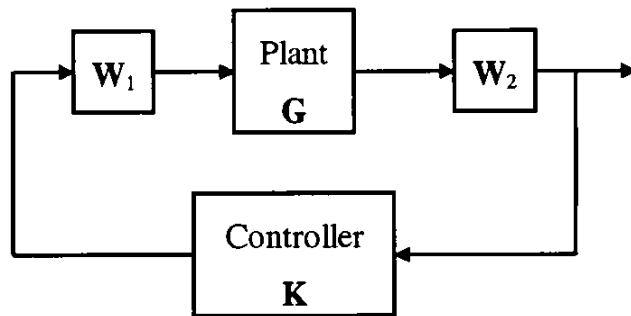 W₁
Plant
G
W₂
Controller
K